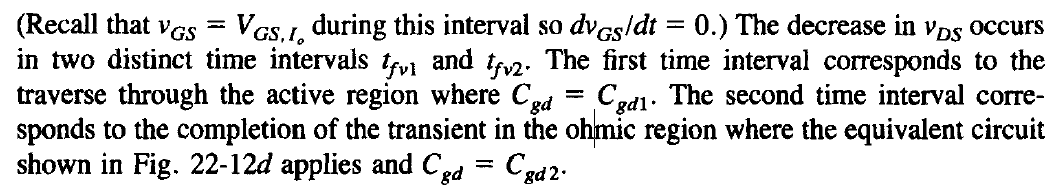 (Recall that v_GS = V_GS,I_o during this interval so dv_GS/dt = 0.) The decrease in v_DS occurs
in two distinct time intervals t_fv1 and t_fv2. The first time interval corresponds to the
traverse through the active region where C_gd = C_gd1. The second time interval corre-
sponds to the completion of the transient in the ohmic region where the equivalent circuit
shown in Fig. 22-12d applies and C_gd = C_gd2.